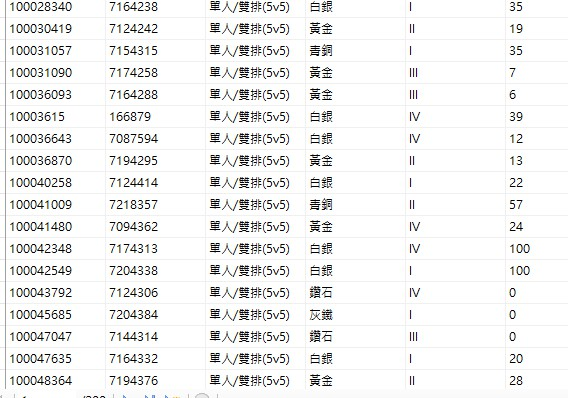 100028340 7164238 單人/雙排(5v5) 白銀 I 35
100030419 7124242 單人/雙排(5v5) 黃金 II 19
100031057 7154315 單人/雙排(5v5) 青銅 I 35
100031090 7174258 單人/雙排(5v5) 黃金 III 7
100036093 7164288 單人/雙排(5v5) 黃金 III 6
10003615 166879 單人/雙排(5v5) 白銀 IV 39
100036643 7087594 單人/雙排(5v5) 白銀 IV 12
100036870 7194295 單人/雙排(5v5) 黃金 II 13
100040258 7124414 單人/雙排(5v5) 白銀 I 22
100041009 7218357 單人/雙排(5v5) 青銅 II 57
100041480 7094362 單人/雙排(5v5) 黃金 IV 24
100042348 7174313 單人/雙排(5v5) 白銀 IV 100
100042549 7204338 單人/雙排(5v5) 白銀 I 100
100043792 7124306 單人/雙排(5v5) 鑽石 IV 0
100045685 7204384 單人/雙排(5v5) 灰鐵 I 0
100047047 7144314 單人/雙排(5v5) 鑽石 III 0
100047635 7164332 單人/雙排(5v5) 白銀 I 20
100048364 7194376 單人/雙排(5v5) 黃金 II 28